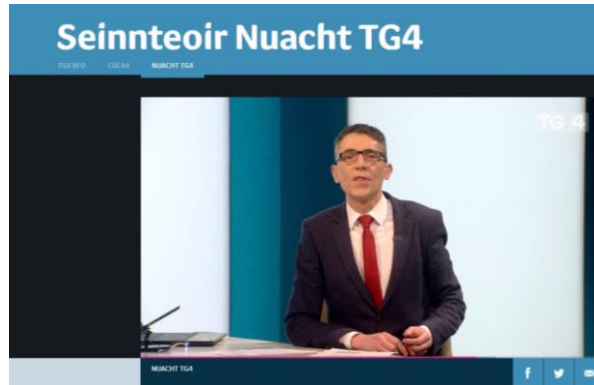 Seinnteoir Nuacht TG4
TG4 BEO CÚLA4 NUACHT TG4
TG4
NUACHT TG4
f